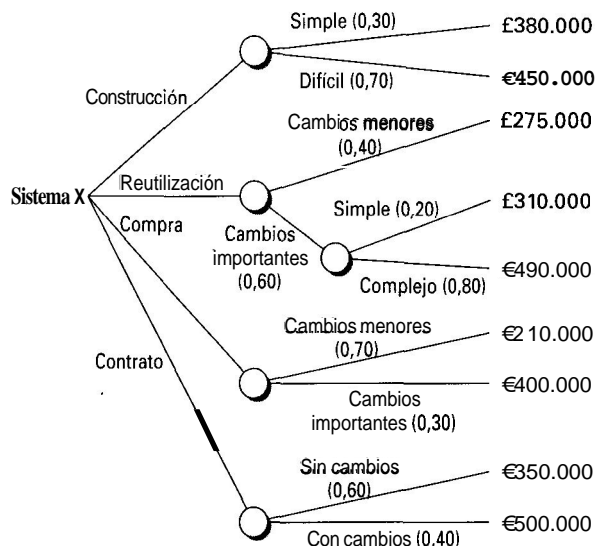 Simple (0,30)
£380.000
Difícil (0,70)
€450.000
Construcción
Cambios menores
(0,40)
£275.000
Sistema X
Reutilización
Simple (0,20)
£310.000
Compra
Cambios
importantes
(0,60)
Complejo (0,80)
€490.000
Cambios menores
(0,70)
€210.000
Contrato
€400.000
Cambios
importantes (0,30)
Sin cambios
(0,60)
€350.000
€500.000
Con cambios (0,40)